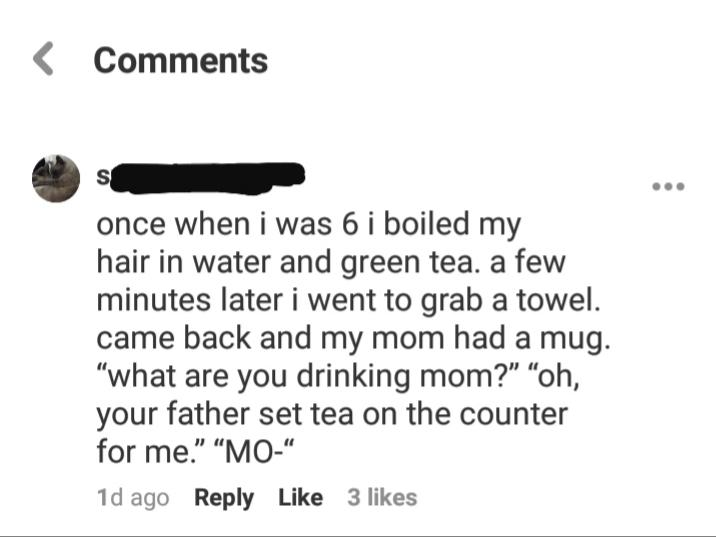 Comments
s
once when i was 6 i boiled my
hair in water and green tea. a few
minutes later i went to grab a towel.
came back and my mom had a mug.
“what are you drinking mom?” “oh,
your father set tea on the counter
for me.” “MO-“
1d ago Reply Like 3 likes